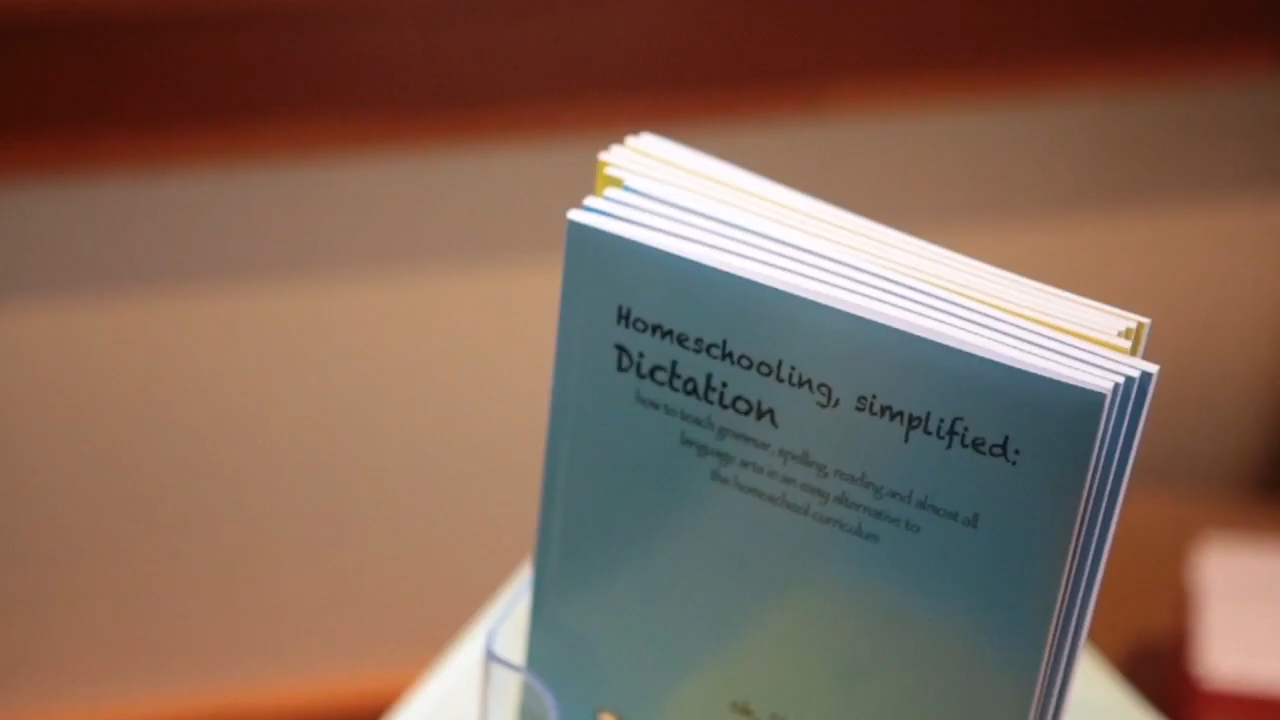 Homeschooling, simplified:
Dictation
how to teach grammar, spelling, reading and almost all
language arts in an easy alternative to
the homeschool curriculum